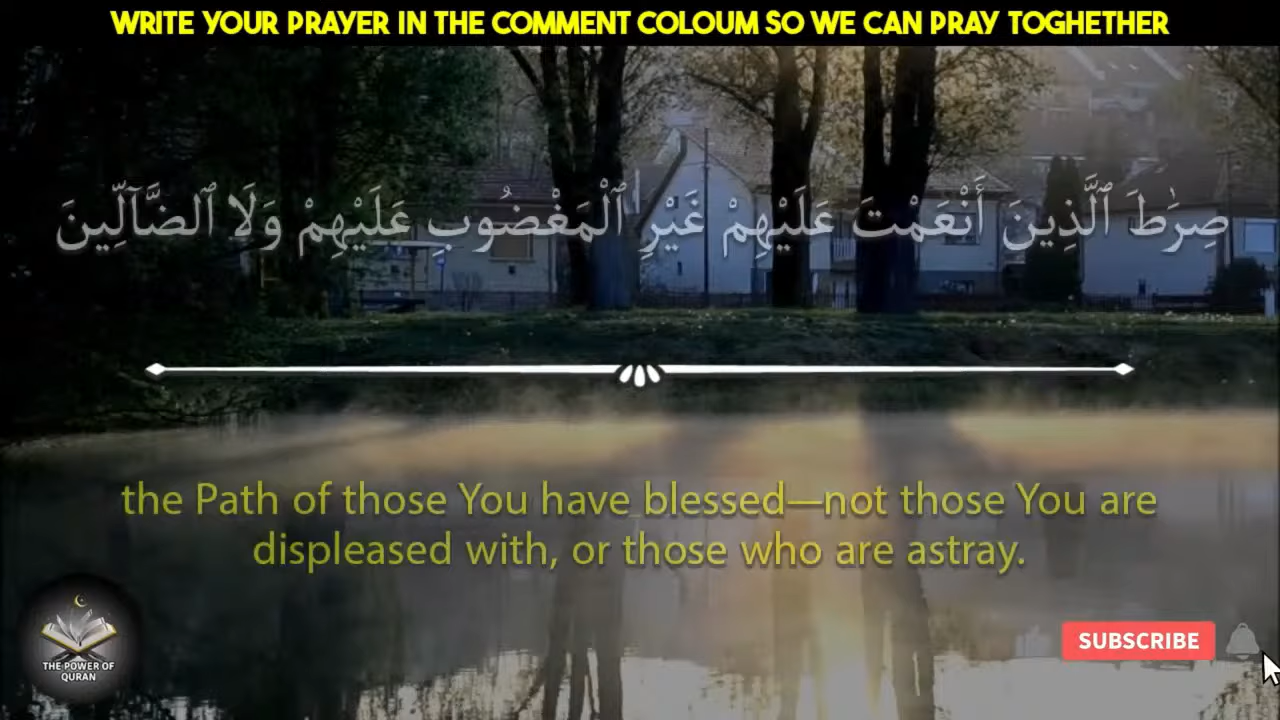 WRITE YOUR PRAYER IN THE COMMENT COLOUM SO WE CAN PRAY TOGHETHER
صِرَٰطَ ٱلَّذِينَ أَنْعَمْتَ عَلَيْهِمْ غَيْرِ ٱلْمَغْضُوبِ عَلَيْهِمْ وَلَا ٱلضَّآلِّينَ
the Path of those You have blessed—not those You are
displeased with, or those who are astray.
THE POWER OF
QURAN
SUBSCRIBE